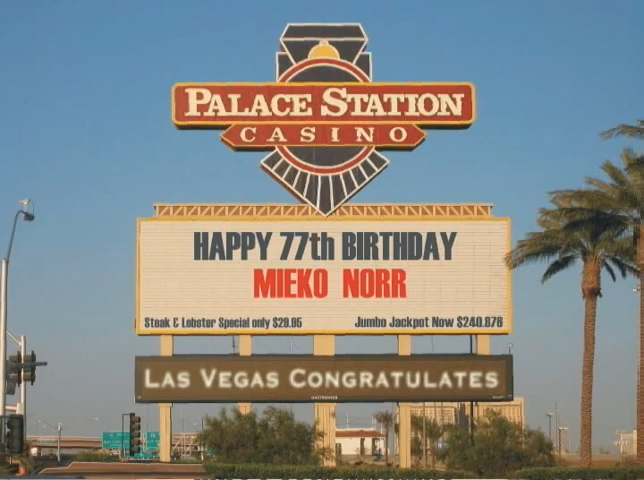 PALACE STATION
CASINO
HAPPY 77th BIRTHDAY
MIEKO NORR
Steak & Lobster Special only $29.95 Jumbo Jackpot Now $240.876
LAS VEGAS CONGRATULATES